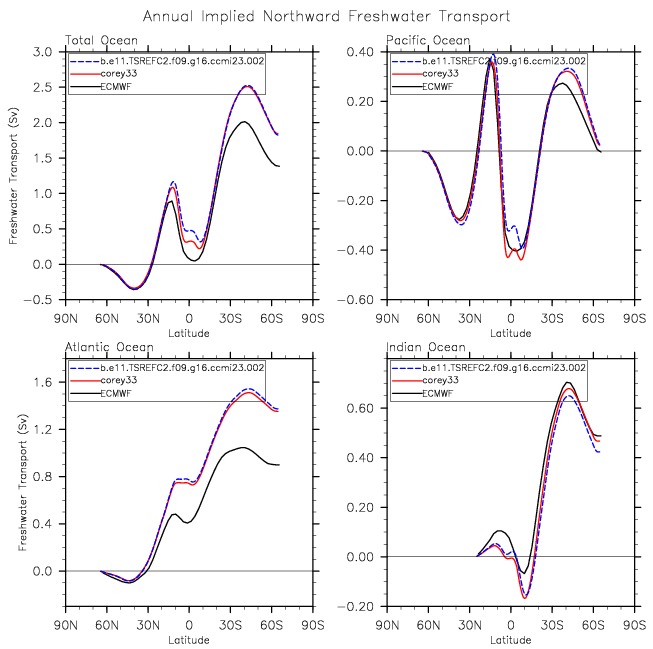 Annual Implied Northward Freshwater Transport
Total Ocean
3.0
2.5
2.0
1.5
1.0
0.5
0.0
−0.5
Freshwater Transport (Sv)
b.e11.TSREFC2.f09.g16.ccmi23.002
corey33
ECMWF
90N 60N 30N 0 30S 60S 90S
Latitude
Pacific Ocean
0.40
0.20
0.00
−0.20
−0.40
−0.60
b.e11.TSREFC2.f09.g16.ccmi23.002
corey33
ECMWF
90N 60N 30N 0 30S 60S 90S
Latitude
Atlantic Ocean
1.6
1.2
0.8
0.4
0.0
Freshwater Transport (Sv)
b.e11.TSREFC2.f09.g16.ccmi23.002
corey33
ECMWF
90N 60N 30N 0 30S 60S 90S
Latitude
Indian Ocean
0.60
0.40
0.20
0.00
−0.20
b.e11.TSREFC2.f09.g16.ccmi23.002
corey33
ECMWF
90N 60N 30N 0 30S 60S 90S
Latitude